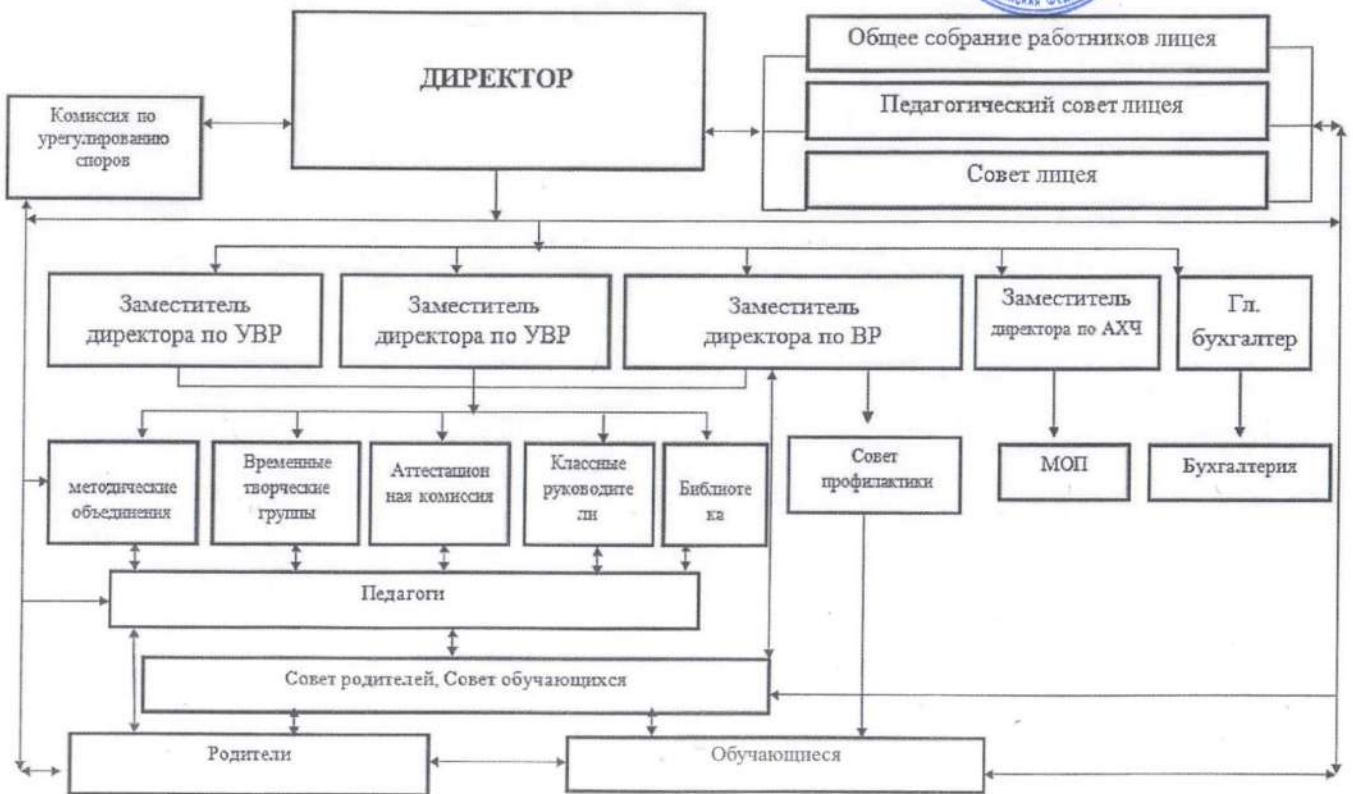 Общее собрание работников лицея
ДИРЕКТОР
Педагогический совет лицея
Комиссия по
урегулированию
споров
Совет лицея
Заместитель
директора по УВР
Заместитель
директора по УВР
Заместитель
директора по ВР
Заместитель
директора по АХЧ
Гл.
бухгалтер
методические
объединения
Временные
творческие
группы
Аттестацион
ная комиссия
Классные
руководите
ли
Библиоте
ка
Совет
профилактики
МОП
Бухгалтерия
Педагоги
Совет родителей, Совет обучающихся
Родители
Обучающиеся